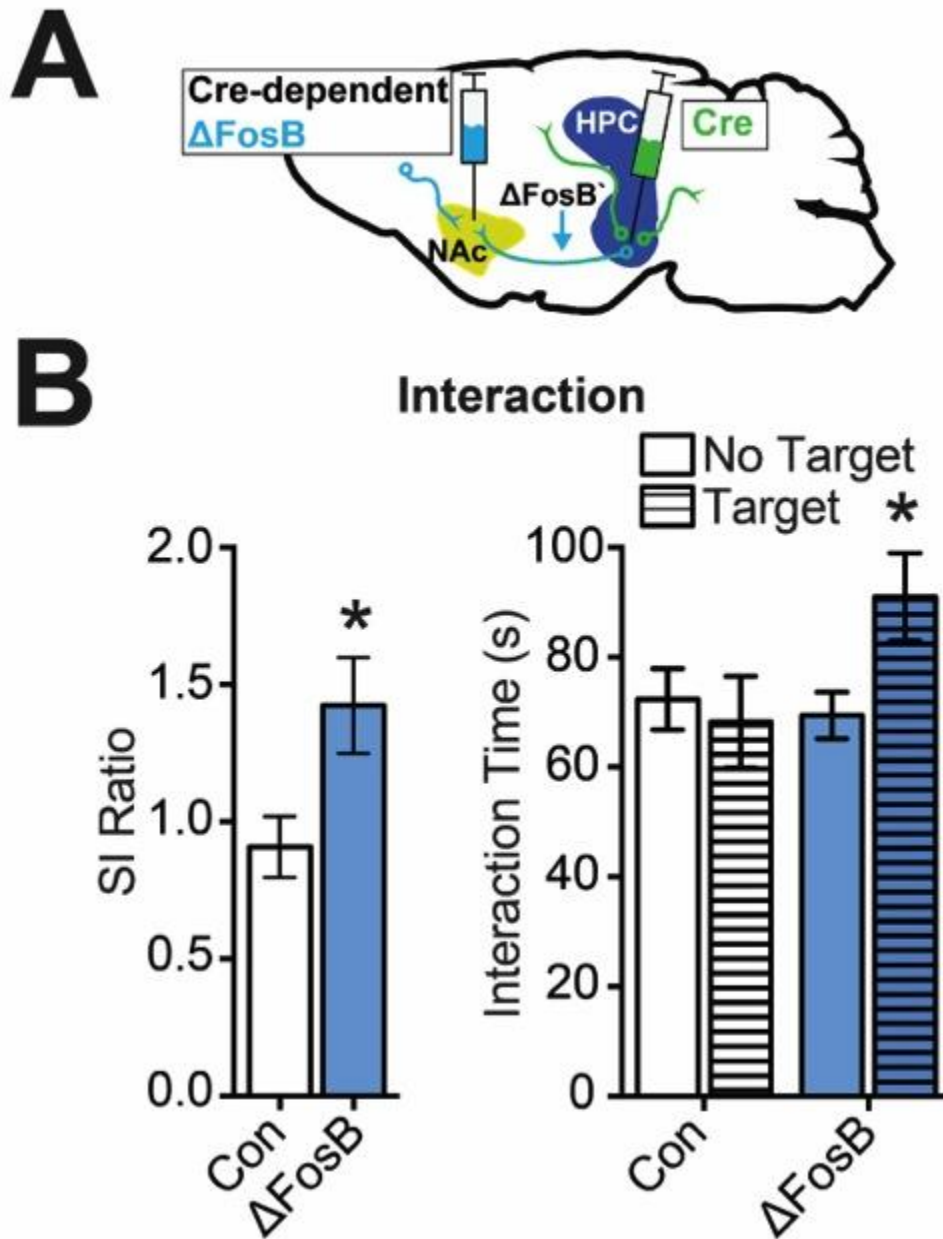 A
Cre-dependent
ΔFosB
HPC
Cre
ΔFosB`
NAc
B
Interaction
No Target
Target
*
2.0
1.5
1.0
0.5
0.0
SI Ratio
*
Con
ΔFosB
100
80
60
40
20
0
Interaction Time (s)
Con
ΔFosB